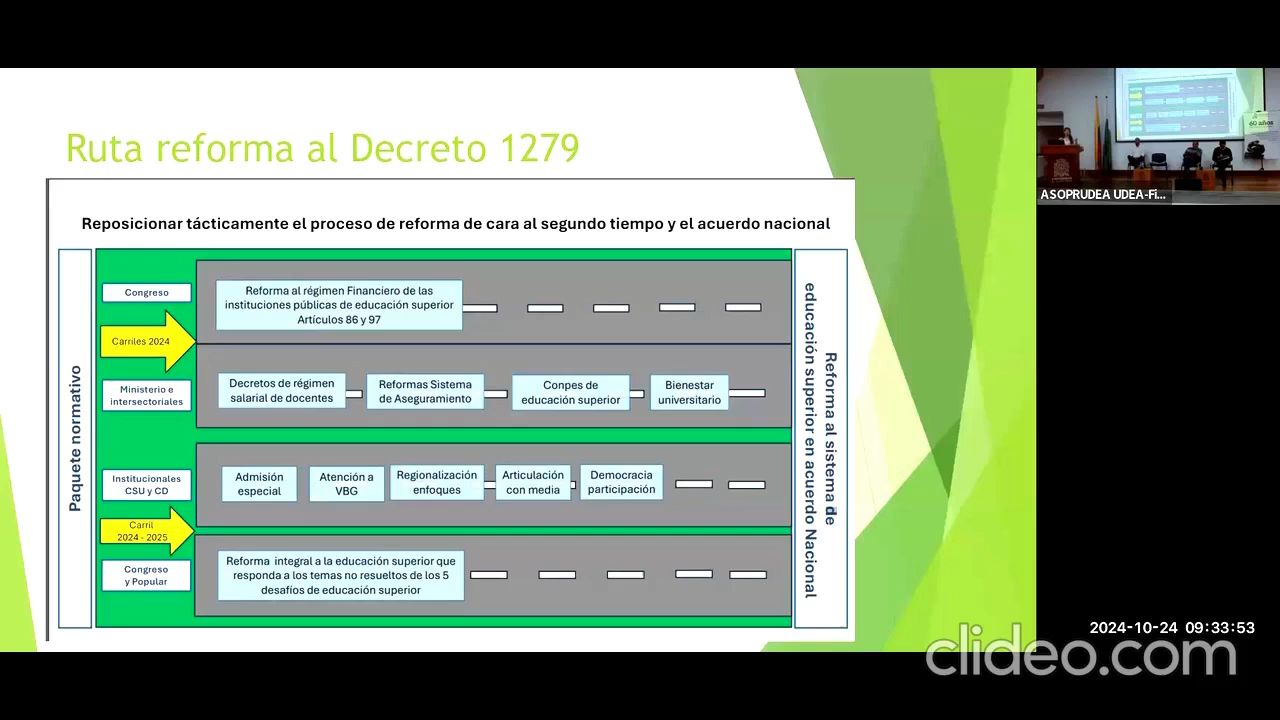 Ruta reforma al Decreto 1279
Reposicionar tácticamente el proceso de reforma de cara al segundo tiempo y el acuerdo nacional
Paquete normativo
Congreso
Carriles 2024
Ministerio e
intersectoriales
Institucionales
CSU y CD
Carril
2024 - 2025
Congreso
y Popular
Reforma al régimen Financiero de las
instituciones públicas de educación superior
Artículos 86 y 97
Decretos de régimen
salarial de docentes
Reformas Sistema
de Aseguramiento
Conpes de
educación superior
Bienestar
universitario
Admisión
especial
Atención a
VBG
Regionalización
enfoques
Articulación
con media
Democracia
participación
Reforma  integral a la educación superior que
responda a los temas no resueltos de los 5
desafíos de educación superior
Reforma al sistema de
educación superior en acuerdo Nacional
60 años
ASOPRUDEA UDEA-Fi...
2024-10-24 09:33:53
clideo.com